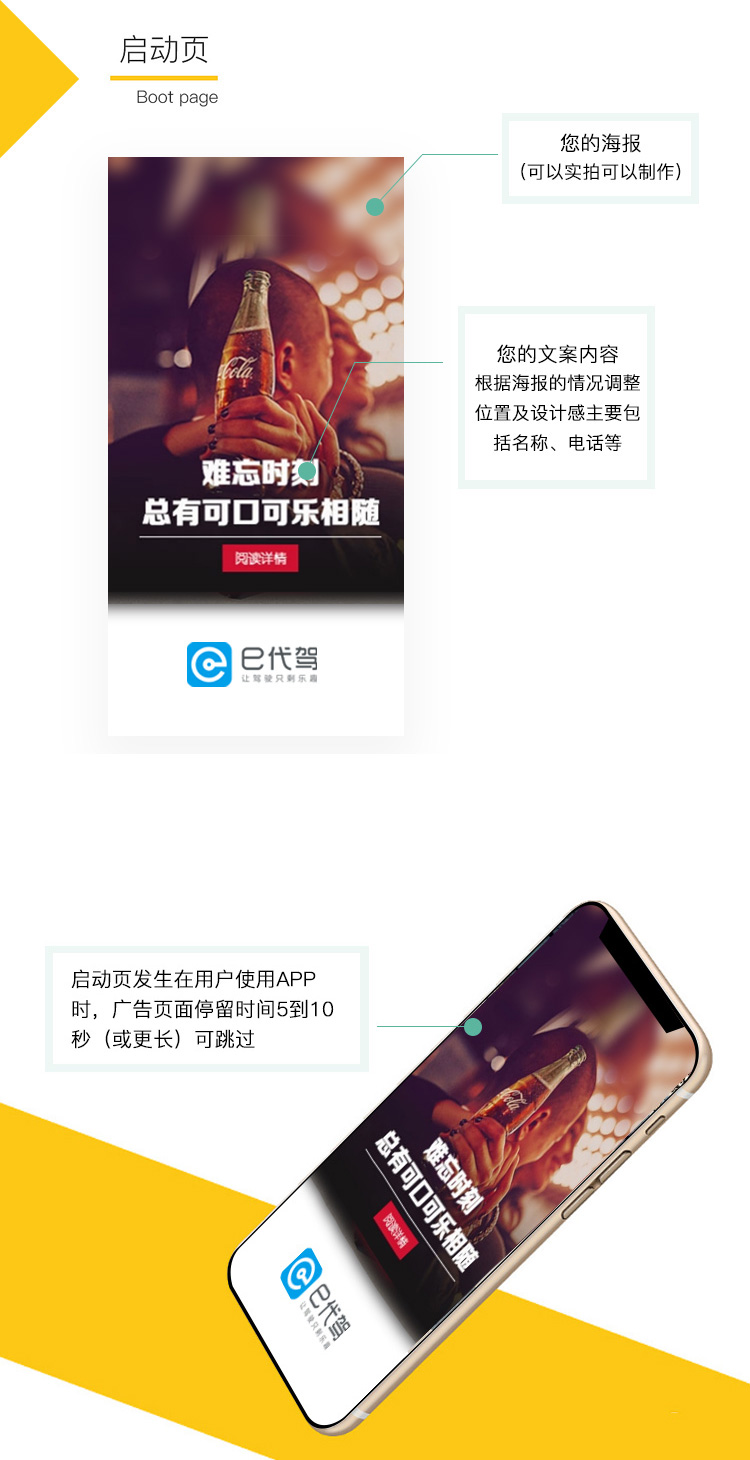 启动页
Boot page
您的海报
（可以实拍可以制作）
您的文案内容
根据海报的情况调整
位置及设计感主要包
括名称、电话等
Cola
难忘时刻
总有可口可乐相随
阅读详情
e代驾
让驾驶只剩乐趣
启动页发生在用户使用APP
时，广告页面停留时间5到10
秒（或更长）可跳过
Cola
难忘时刻
总有可口可乐相随
阅读详情
e代驾
让驾驶只剩乐趣